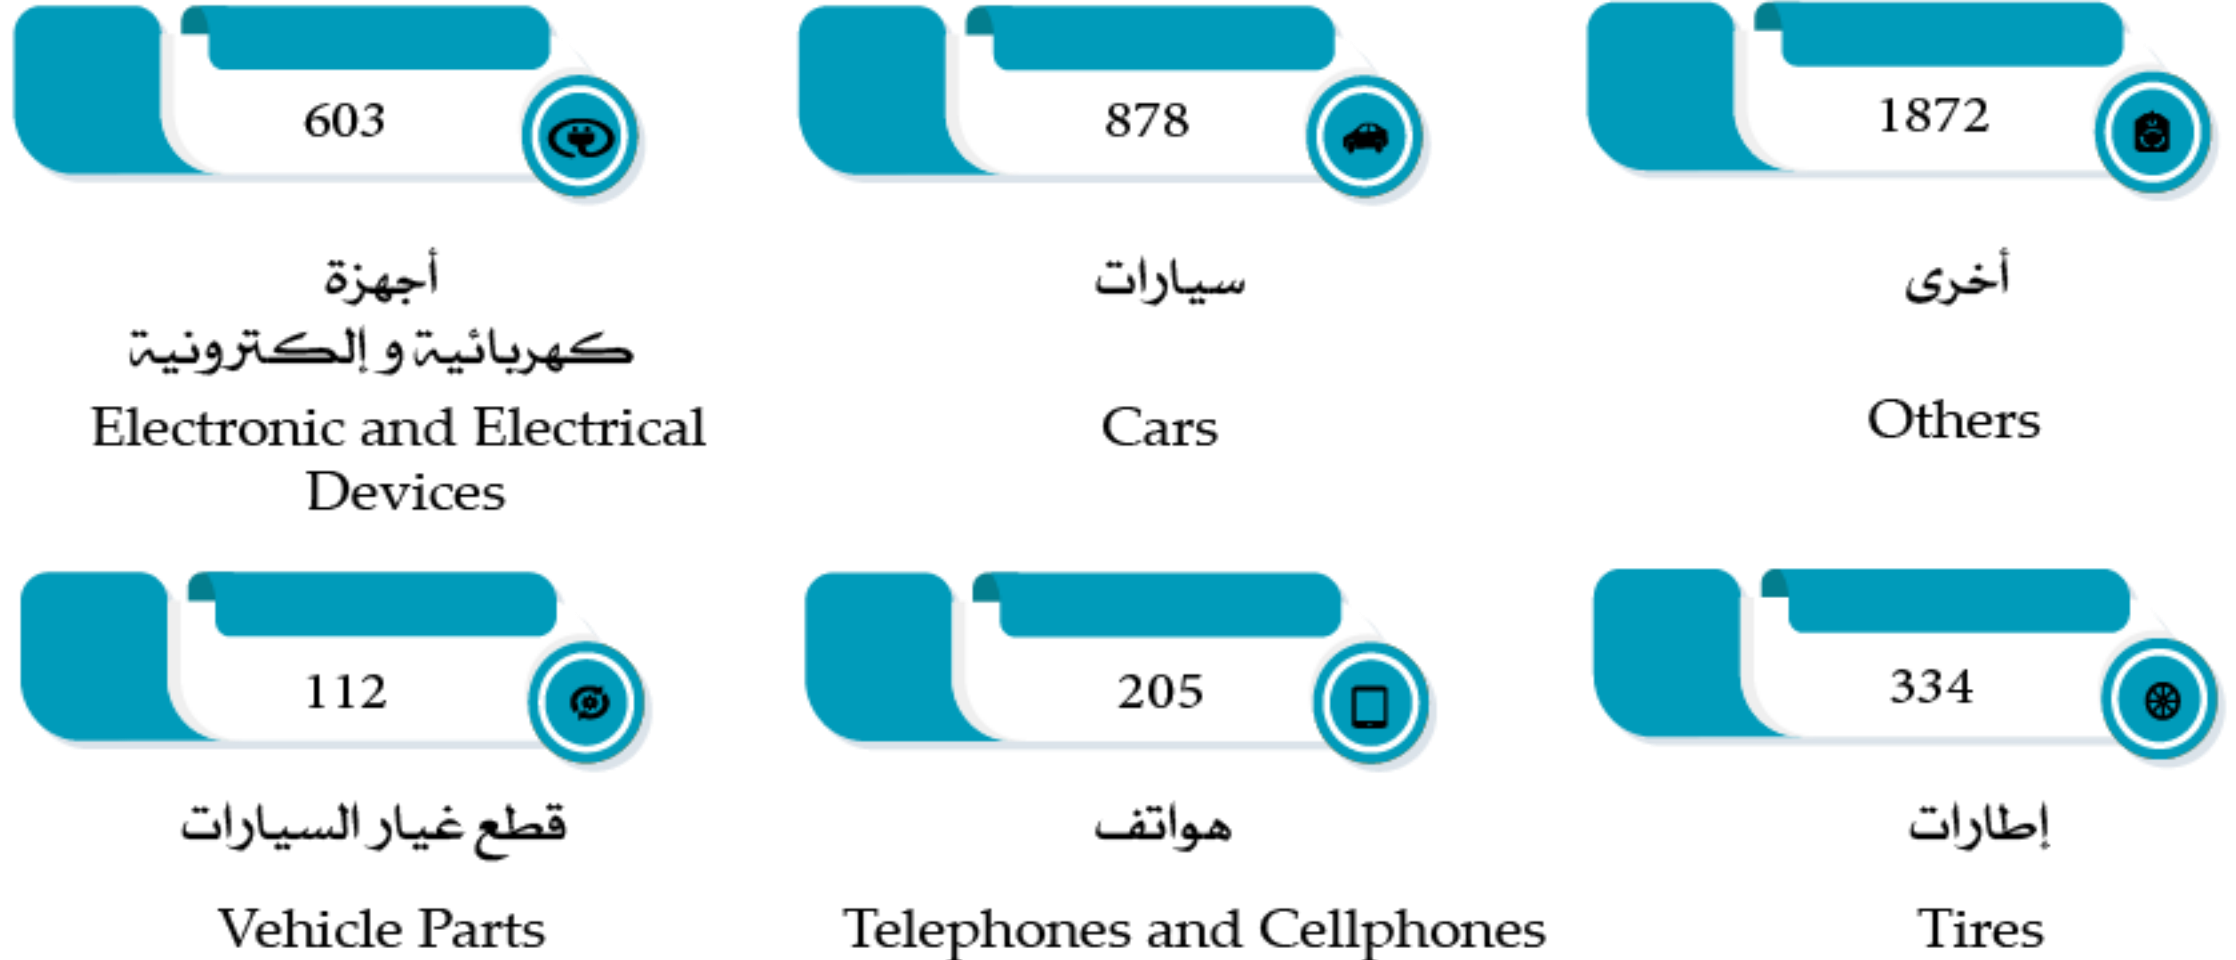 603
أجهزة
كهربائية و إلكترونية
Electronic and Electrical
Devices
878
سيارات
Cars
1872
أخرى
Others
112
قطع غيار السيارات
Vehicle Parts
205
هواتف
Telephones and Cellphones
334
إطارات
Tires